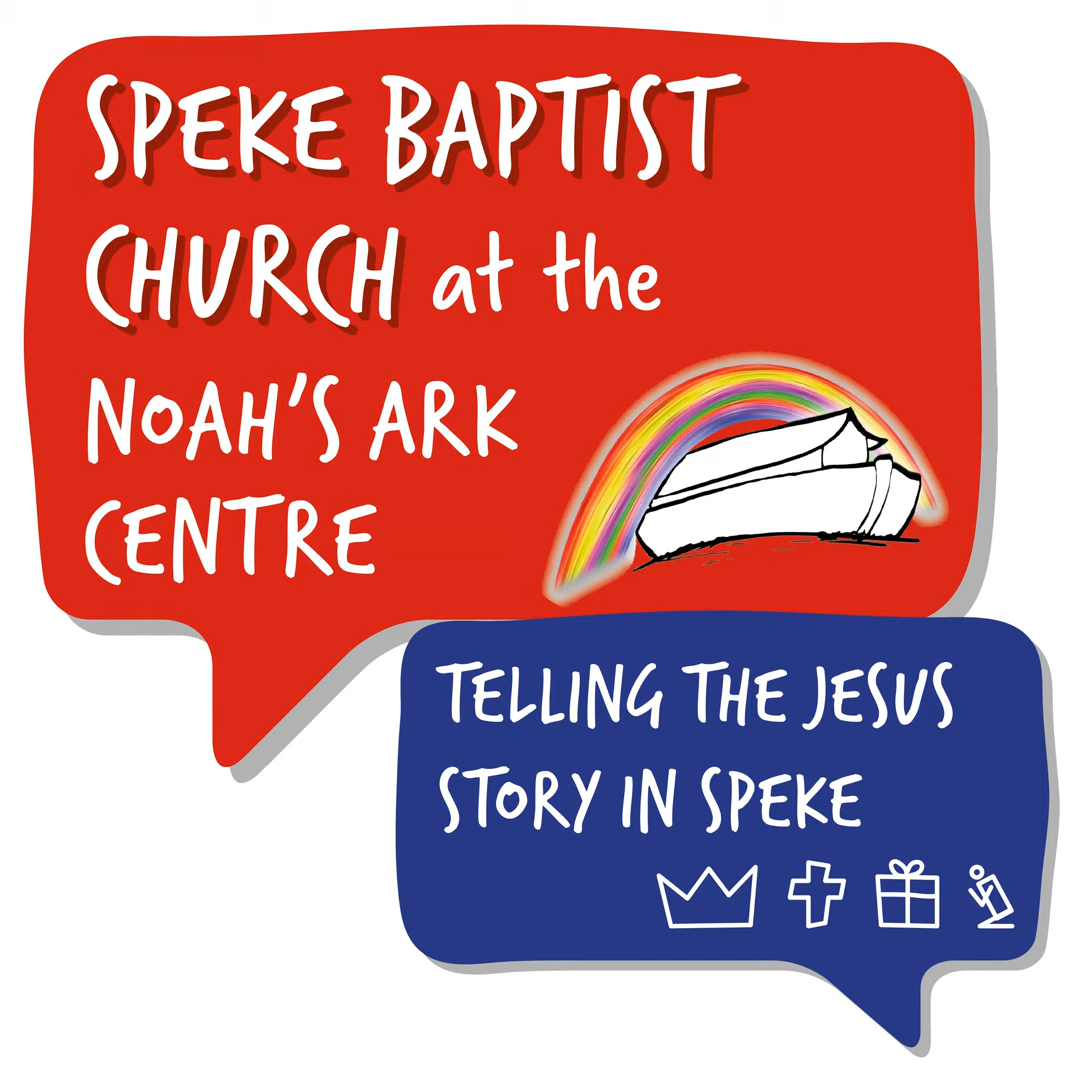 SPEKE BAPTIST
CHURCH at the
NOAH'S ARK
CENTRE
TELLING THE JESUS
STORY IN SPEKE